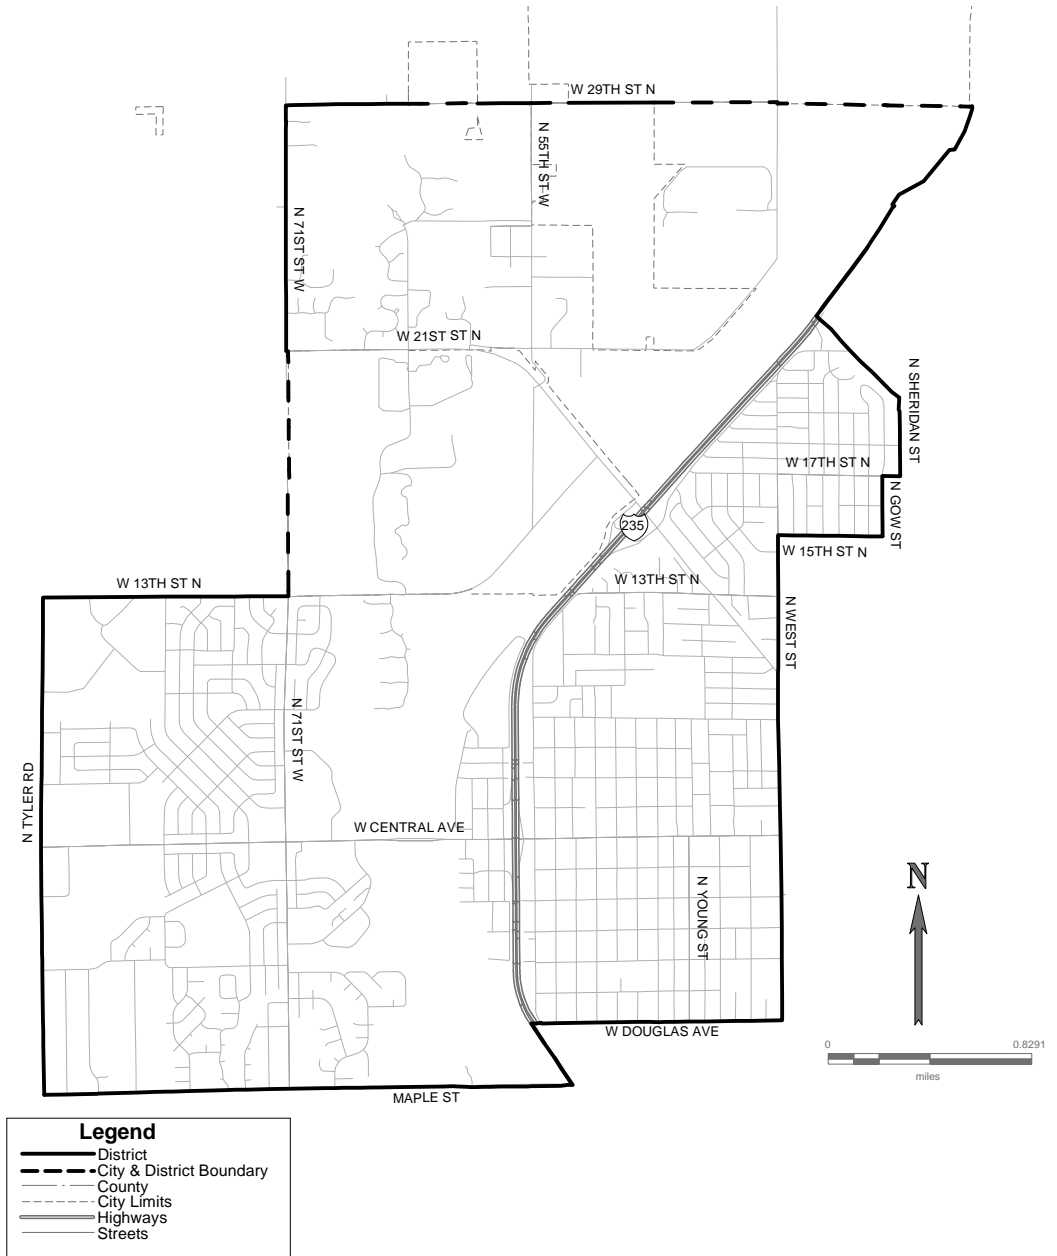 W 29TH ST N
N 55TH ST W
N 71ST ST W
W 21ST ST N
N SHERIDAN ST
W 17TH ST N
N GOW ST
235
W 15TH ST N
W 13TH ST N
W 13TH ST N
N WEST ST
N 71ST ST W
N TYLER RD
W CENTRAL AVE
N YOUNG ST
N
W DOUGLAS AVE
0 0.8291
miles
MAPLE ST
Legend
District
City & District Boundary
County
City Limits
Highways
Streets